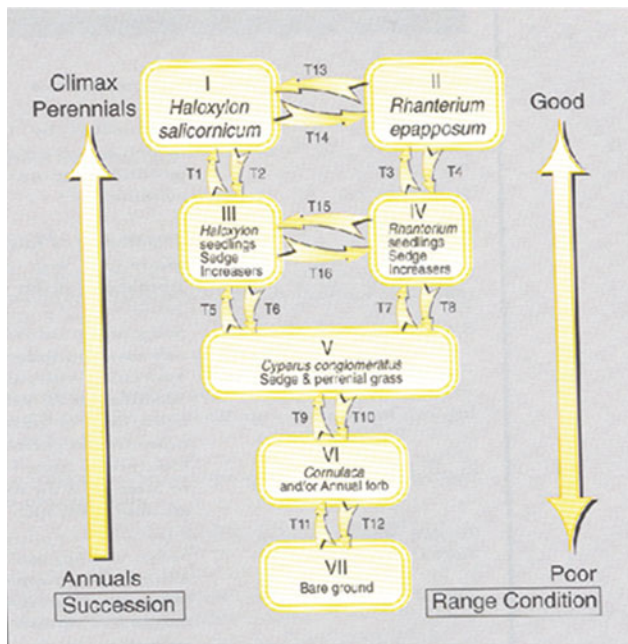 Climax
Perennials
I
Haloxylon
salicornicum
T13
T14
II
Rhanterium
epapposum
Good
T1
T2
T3
T4
III
Haloxylon
seedlings
Sedge
Increasers
T15
T16
IV
Rhanterium
seedlings
Sedge
Increasers
T5
T6
T7
T8
V
Cyperus conglomeratus
Sedge & perrenial grass
T9
T10
VI
Cornulaca
and/or Annual forb
T11
T12
VII
Bare ground
Annuals
Succession
Poor
Range Condition